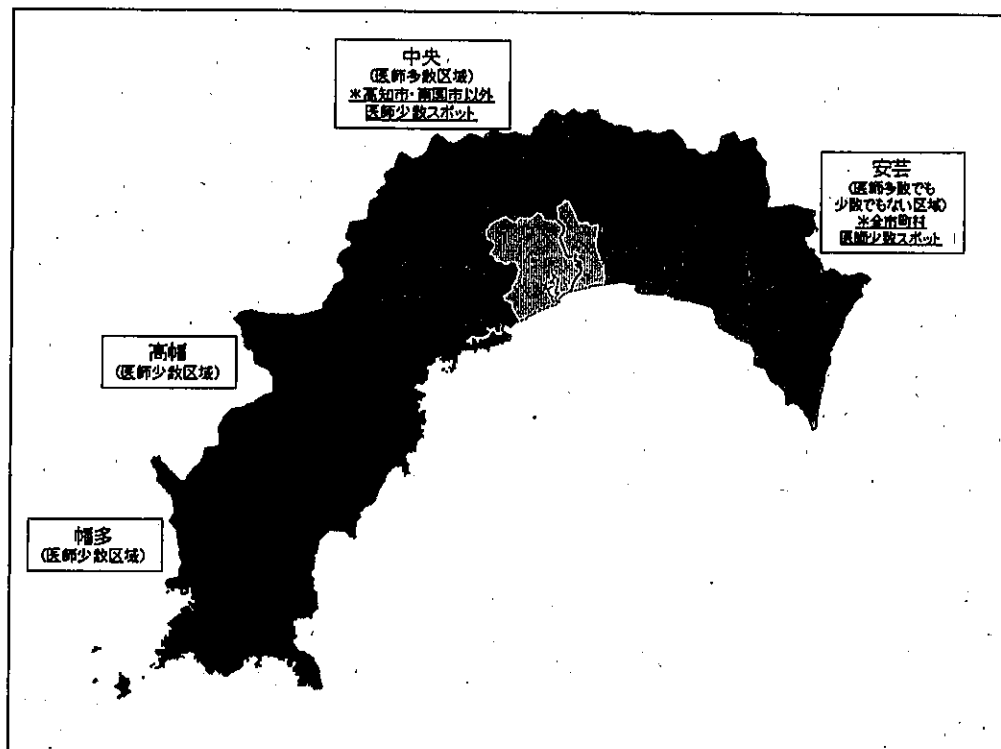 中央
(医師多数区域)
＊高知市・南国市以外
医師少数スポット
安芸
(医師多数でも
少数でもない区域)
＊全市町村
医師少数スポット
高幡
(医師少数区域)
幡多
(医師少数区域)